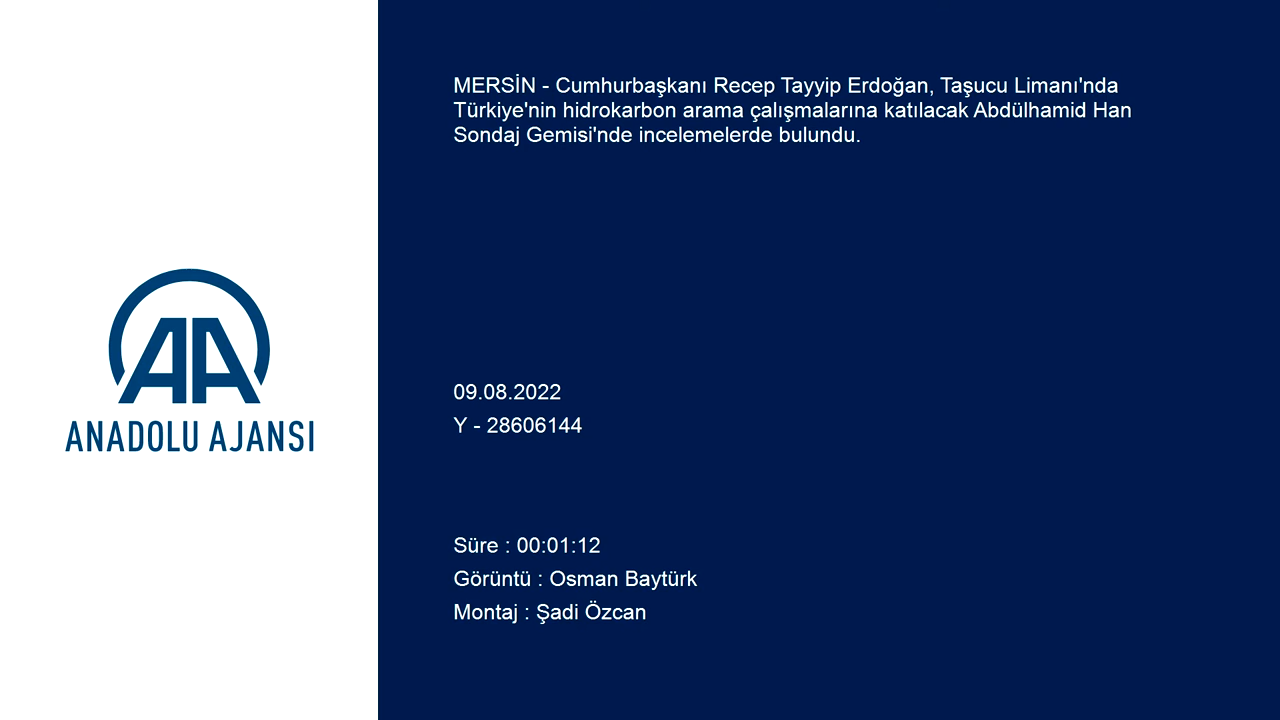 MERSİN - Cumhurbaşkanı Recep Tayyip Erdoğan, Taşucu Limanı'nda
Türkiye'nin hidrokarbon arama çalışmalarına katılacak Abdülhamid Han
Sondaj Gemisi'nde incelemelerde bulundu.
AA
ANADOLU AJANSI
09.08.2022
Y - 28606144
Süre : 00:01:12
Görüntü : Osman Baytürk
Montaj : Şadi Özcan